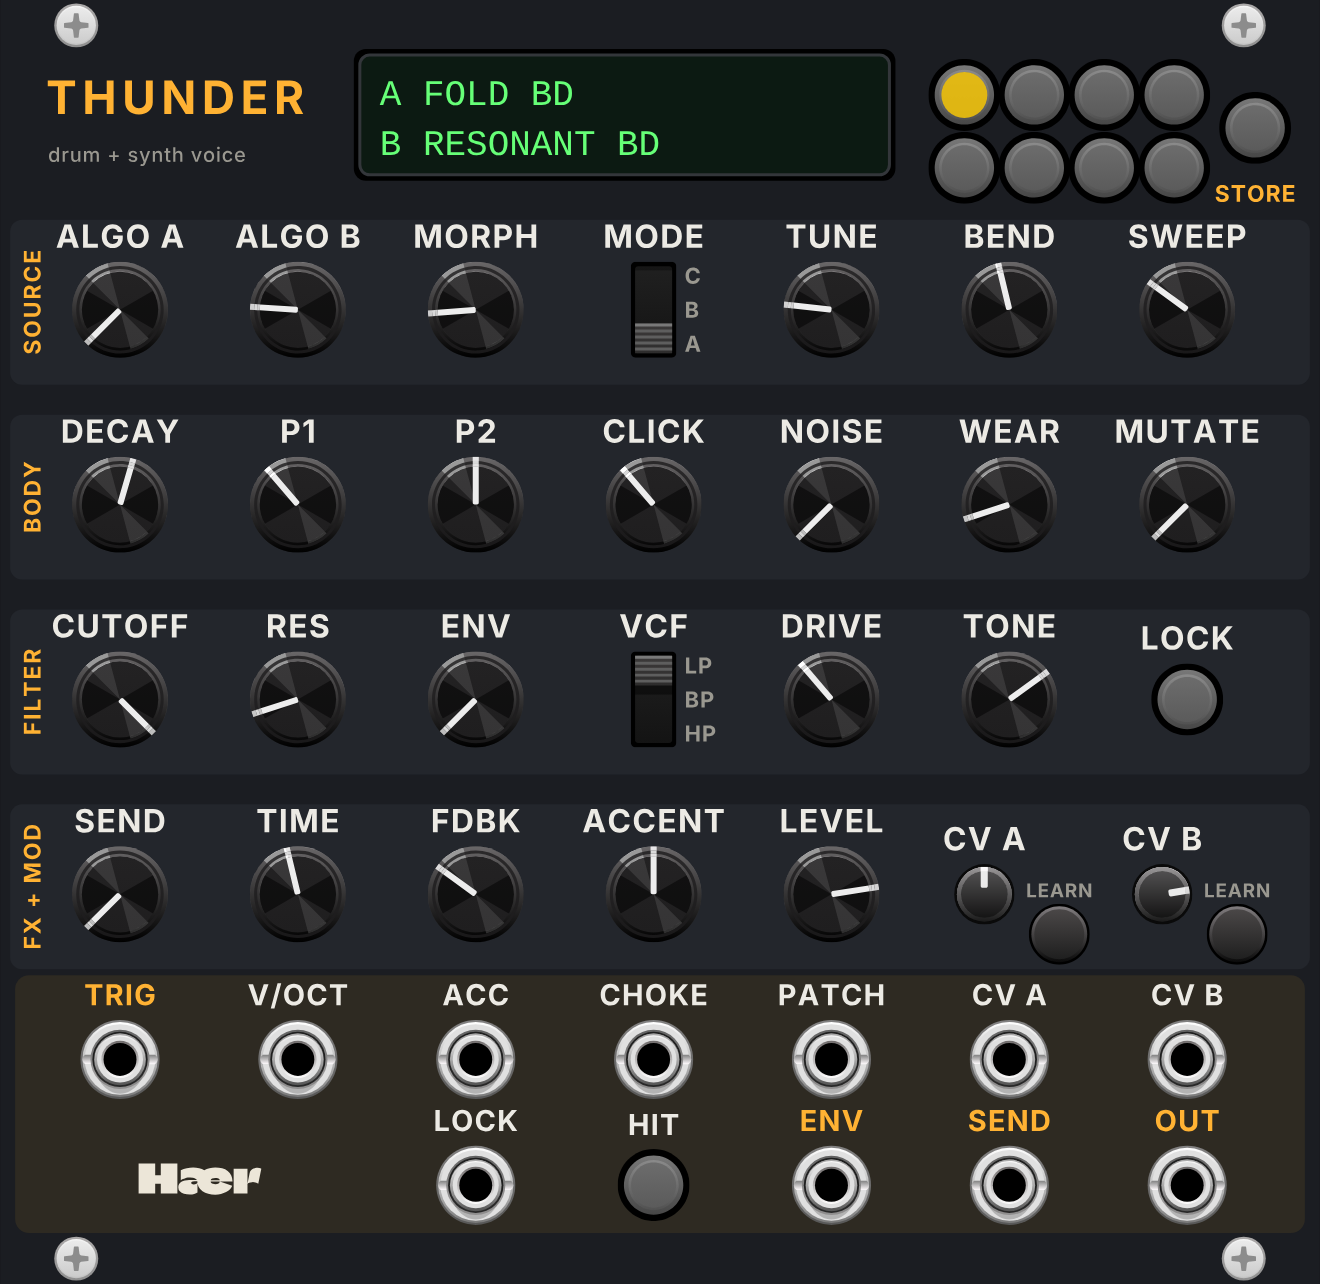 THUNDER
drum + synth voice
A FOLD BD
B RESONANT BD
STORE
SOURCE
ALGO A
ALGO B
MORPH
MODE
C
B
A
TUNE
BEND
SWEEP
BODY
DECAY
P1
P2
CLICK
NOISE
WEAR
MUTATE
FILTER
CUTOFF
RES
ENV
VCF
LP
BP
HP
DRIVE
TONE
LOCK
FX + MOD
SEND
TIME
FDBK
ACCENT
LEVEL
CV A
LEARN
CV B
LEARN
TRIG
V/OCT
ACC
CHOKE
PATCH
CV A
CV B
LOCK
HIT
ENV
SEND
OUT
Hær